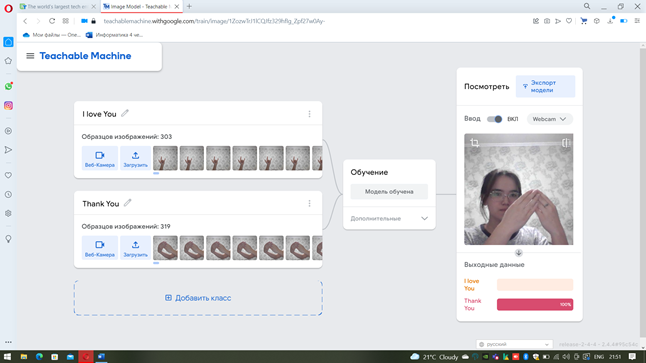 The world's largest tech c
Image Model - Teachable
teachablemachine.withgoogle.com/train/image/
Мои файлы — One...
Информатика 4 че...
Teachable Machine
I love You
Образцов изображений: 303
Веб-Камера
Загрузить
Thank You
Образцов изображений: 319
Веб-Камера
Загрузить
Добавить класс
Обучение
Модель обучена
Дополнительные
Посмотреть
Экспорт
модели
Ввод
ВКЛ
Webcam
Выходные данные
I love
You
Thank
You
100%
русский
21°C Cloudy
ENG
21:51